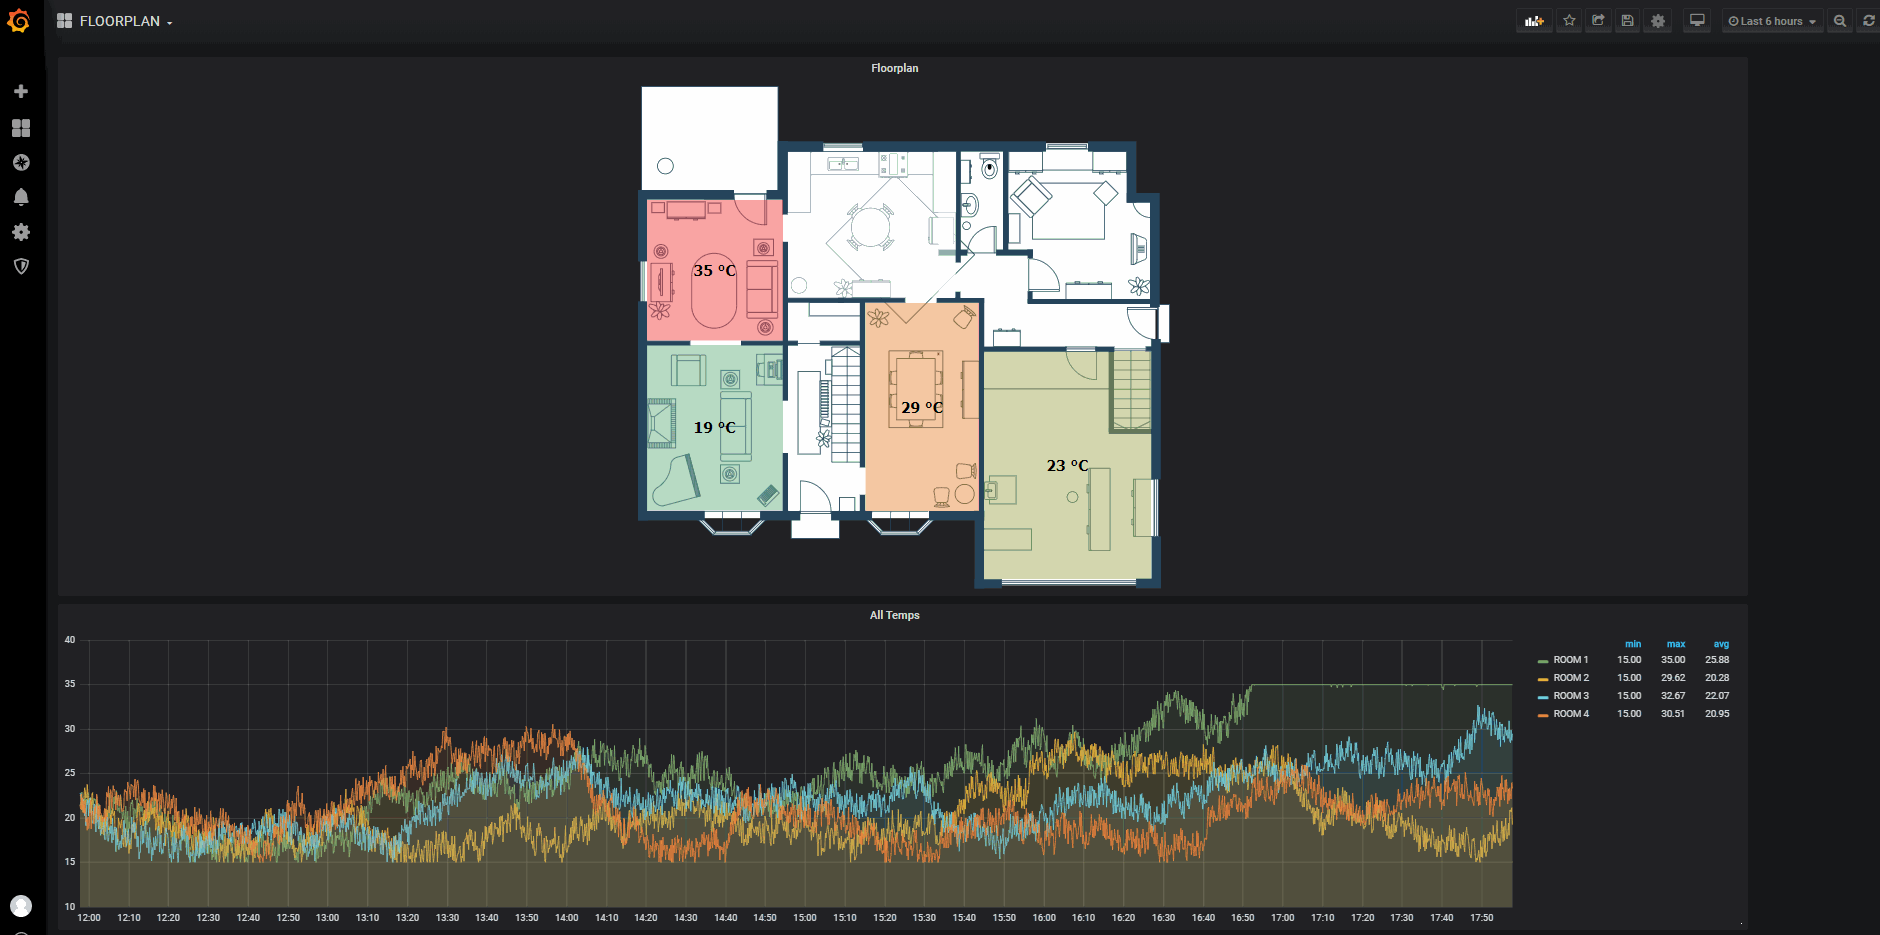 FLOORPLAN
Last 6 hours
Floorplan
35 °C
29 °C
19 °C
23 °C
All Temps
40
35
30
25
20
15
10
12:00 12:10 12:20 12:30 12:40 12:50 13:00 13:10 13:20 13:30 13:40 13:50 14:00 14:10 14:20 14:30 14:40 14:50 15:00 15:10 15:20 15:30 15:40 15:50 16:00 16:10 16:20 16:30 16:40 16:50 17:00 17:10 17:20 17:30 17:40 17:50
min max avg
ROOM 1 15.00 35.00 25.88
ROOM 2 15.00 29.62 20.28
ROOM 3 15.00 32.67 22.07
ROOM 4 15.00 30.51 20.95